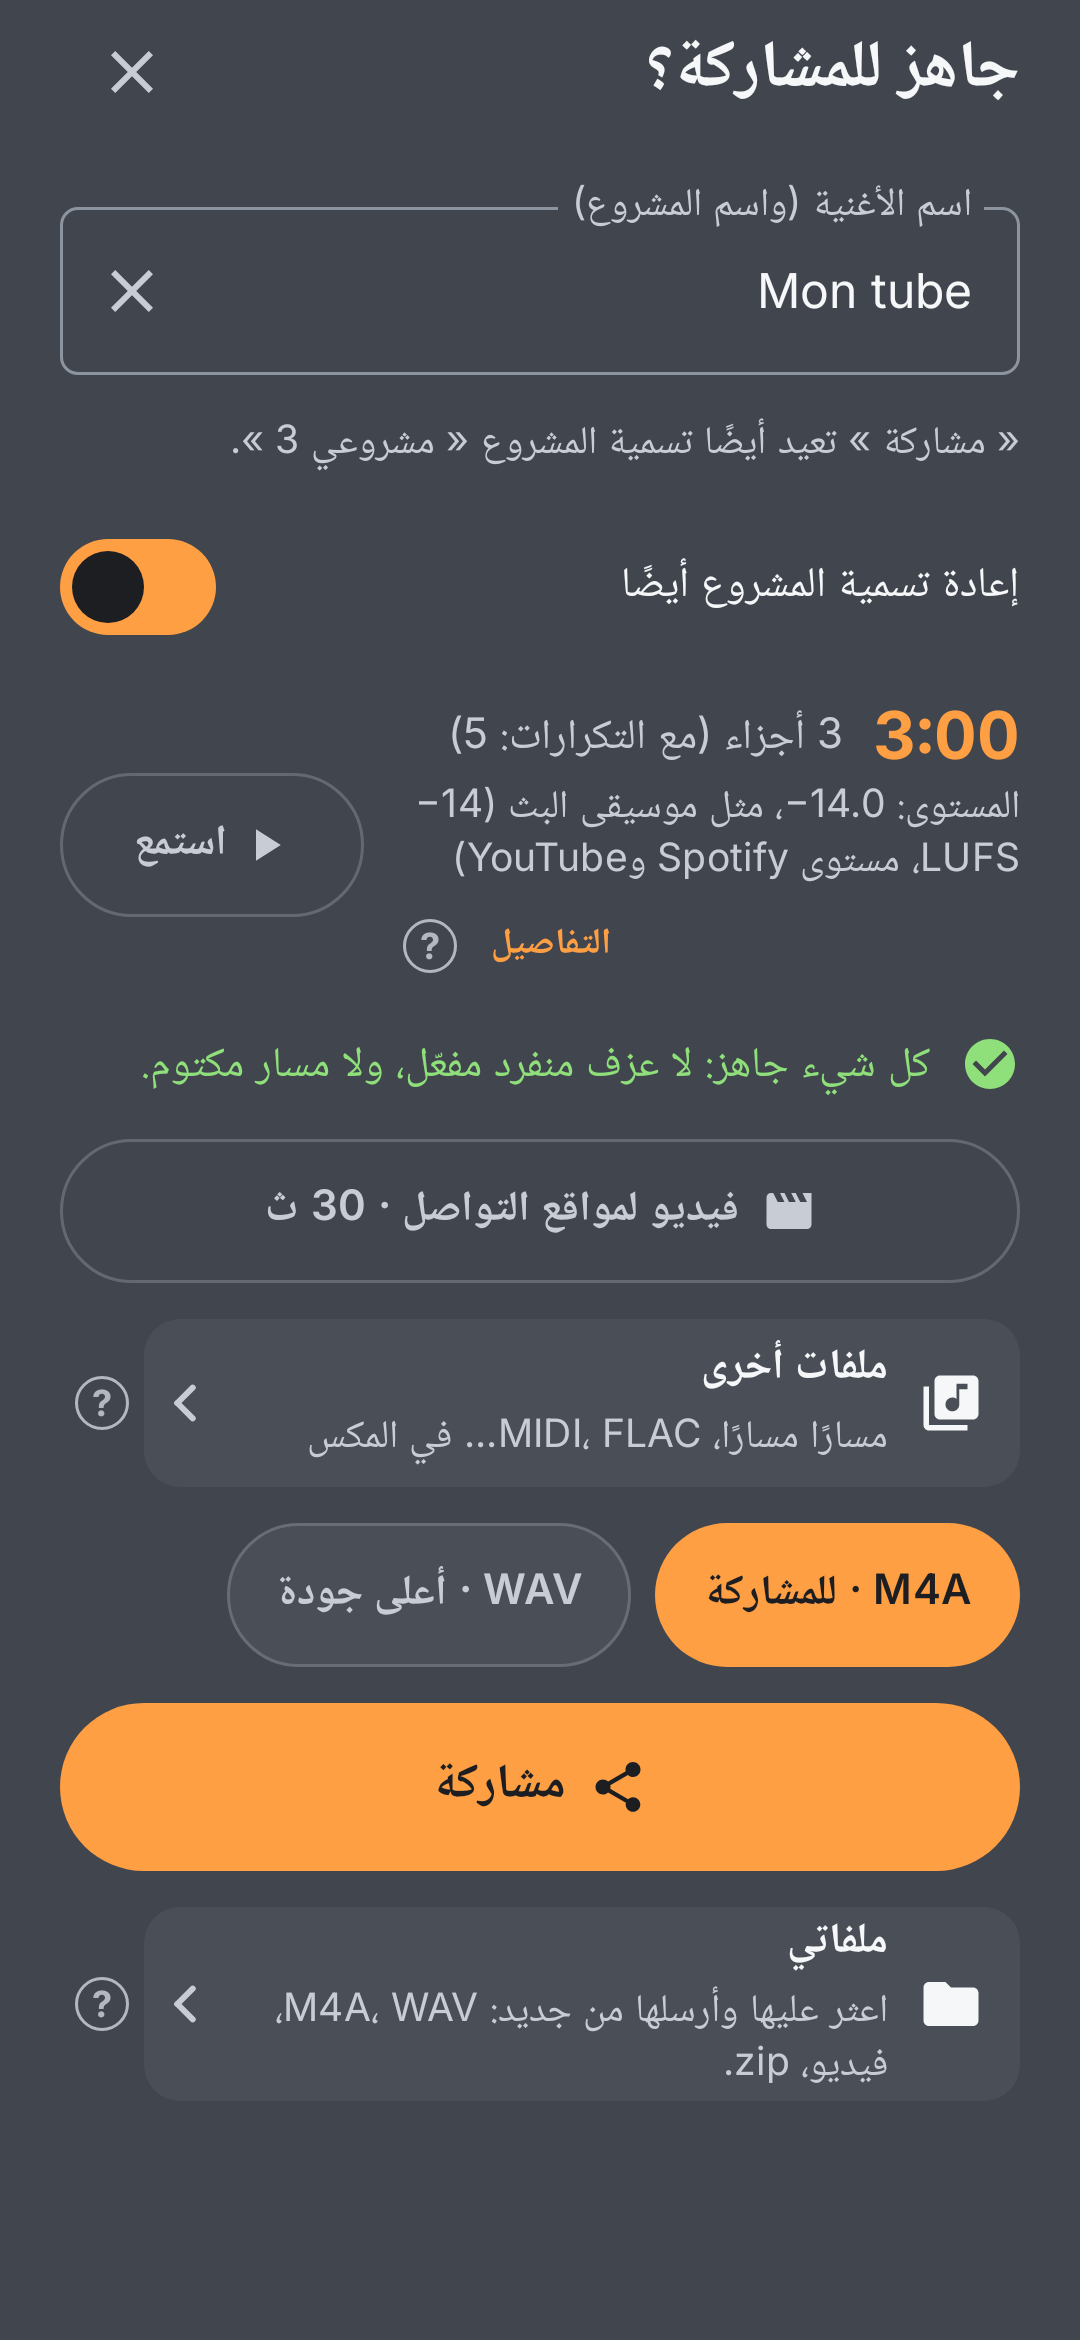 جاهز للمشاركة؟
اسم الأغنية (واسم المشروع)
Mon tube
« مشاركة » تعيد أيضًا تسمية المشروع « مشروعي 3 ».
إعادة تسمية المشروع أيضًا
3:00 3 أجزاء (مع التكرارات: 5)
المستوى: 14.0−، مثل موسيقى البث (14−
LUFS، مستوى Spotify وYouTube)
استمع
التفاصيل ?
كل شيء جاهز: لا عزف منفرد مفعّل، ولا مسار مكتوم.
فيديو لمواقع التواصل · 30 ث
ملفات أخرى
مسارًا مسارًا، MIDI، FLAC... في المكس
?
M4A · للمشاركة
WAV · أعلى جودة
مشاركة
ملفاتي
اعثر عليها وأرسلها من جديد: M4A، WAV،
فيديو، zip.
?